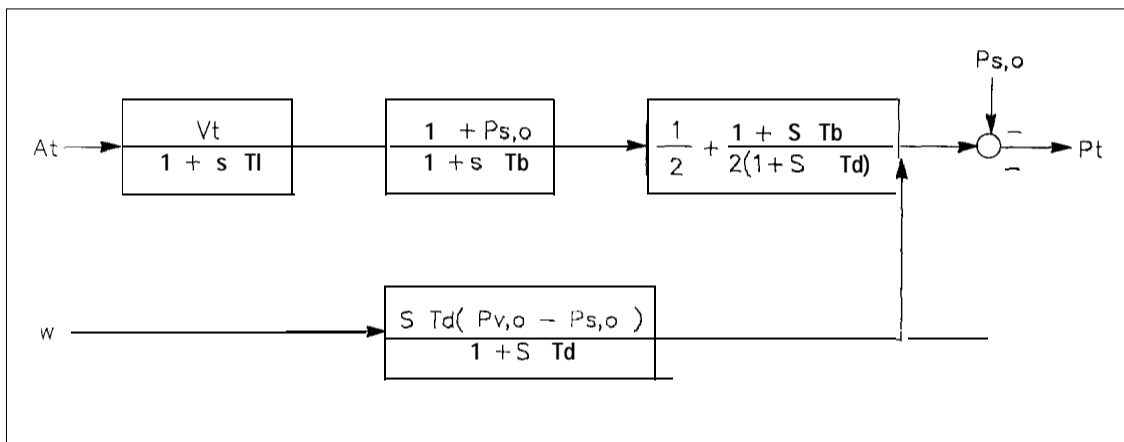 Ps,o
At
Vt
1 + s Tl
1 + Ps,o
1 + s Tb
1
2
+
1 + S Tb
2(1 + S Td)
−
−
Pt
w
S Td( Pv,o − Ps,o )
1 + S Td